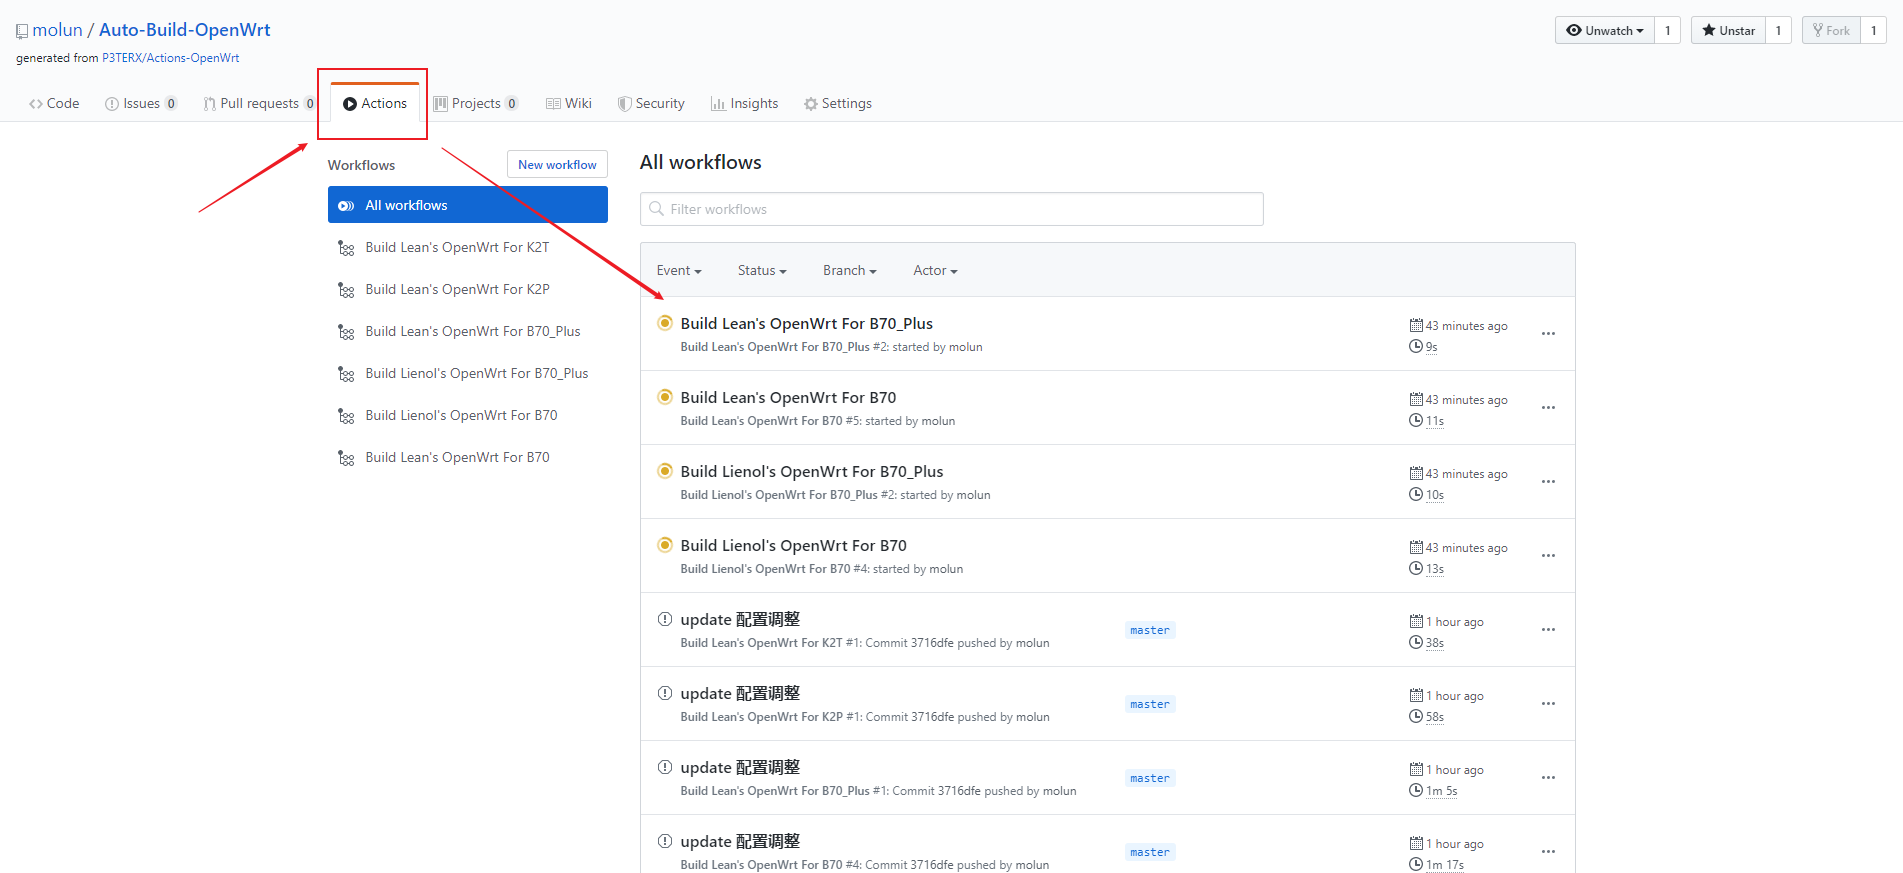 molun / Auto-Build-OpenWrt
generated from P3TERX/Actions-OpenWrt
Unwatch 1
Unstar 1
Fork 1
Code
Issues 0
Pull requests 0
Actions
Projects 0
Wiki
Security
Insights
Settings
Workflows
New workflow
All workflows
Build Lean's OpenWrt For K2T
Build Lean's OpenWrt For K2P
Build Lean's OpenWrt For B70_Plus
Build Lienol's OpenWrt For B70_Plus
Build Lienol's OpenWrt For B70
Build Lean's OpenWrt For B70
All workflows
Filter workflows
Event
Status
Branch
Actor
Build Lean's OpenWrt For B70_Plus
Build Lean's OpenWrt For B70_Plus #2: started by molun
43 minutes ago
9s
Build Lean's OpenWrt For B70
Build Lean's OpenWrt For B70 #5: started by molun
43 minutes ago
11s
Build Lienol's OpenWrt For B70_Plus
Build Lienol's OpenWrt For B70_Plus #2: started by molun
43 minutes ago
10s
Build Lienol's OpenWrt For B70
Build Lienol's OpenWrt For B70 #4: started by molun
43 minutes ago
13s
update 配置调整
Build Lean's OpenWrt For K2T #1: Commit 3716dfe pushed by molun
master
1 hour ago
38s
update 配置调整
Build Lean's OpenWrt For K2P #1: Commit 3716dfe pushed by molun
master
1 hour ago
58s
update 配置调整
Build Lean's OpenWrt For B70_Plus #1: Commit 3716dfe pushed by molun
master
1 hour ago
1m 5s
update 配置调整
Build Lean's OpenWrt For B70 #4: Commit 3716dfe pushed by molun
master
1 hour ago
1m 17s